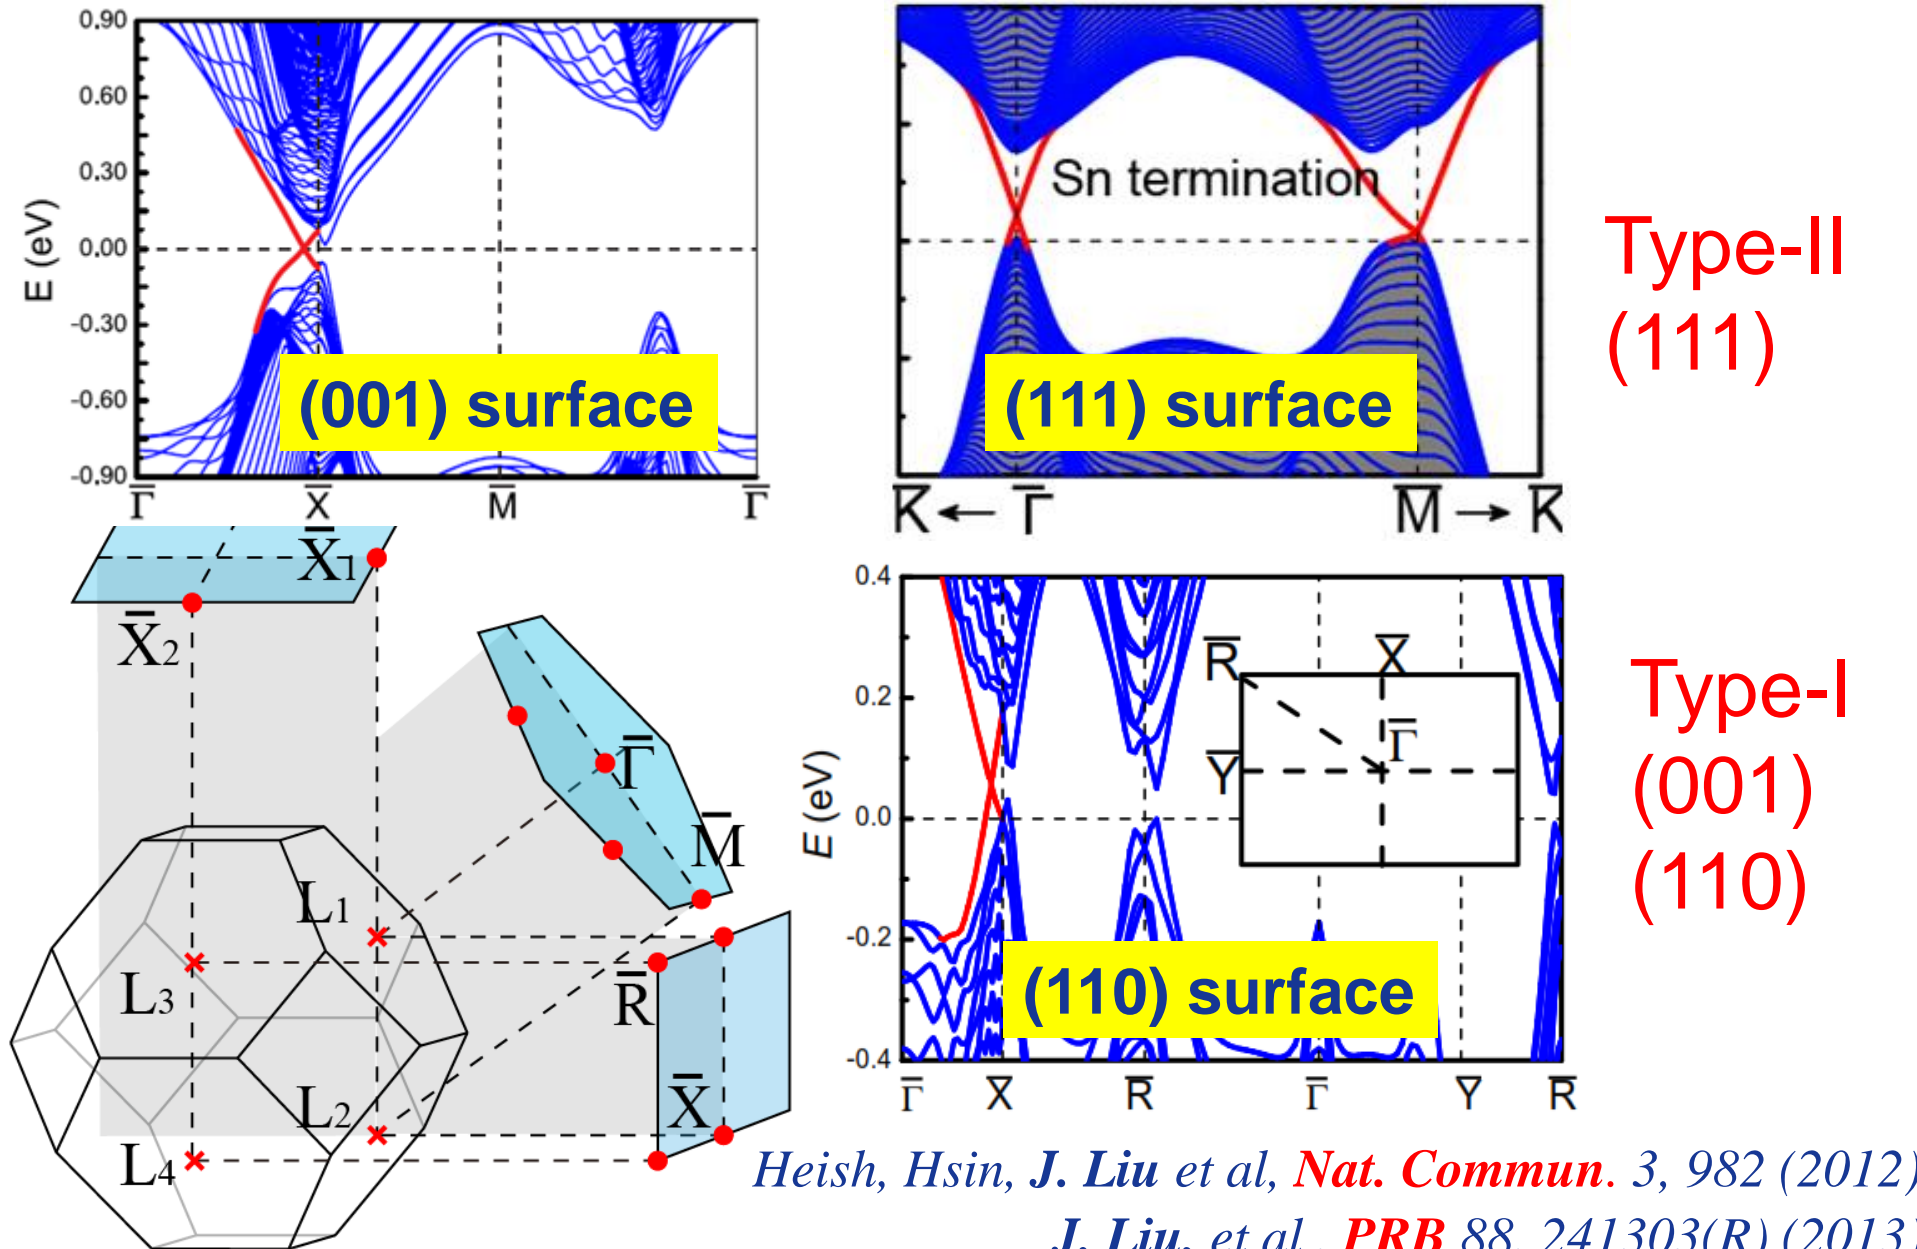 0.90
0.60
0.30
0.00
-0.30
-0.60
-0.90
E (eV)
(001) surface
Γ̅ X̅ M̅ Γ̅
Sn termination
(111) surface
K̅ ← Γ̅ M̅ → K̅
Type-II
(111)
X̅1
X̅2
Γ̅
M̅
L1
L3
R̅
L2
X̅
L4
0.4
0.2
0.0
-0.2
-0.4
E (eV)
R̅ X̅
Γ̅
Y̅
(110) surface
Γ̅ X̅ R̅ Γ̅ Y̅ R̅
Type-I
(001)
(110)
Heish, Hsin, J. Liu et al, Nat. Commun. 3, 982 (2012)
J. Liu, et al., PRB 88, 241303(R) (2013)